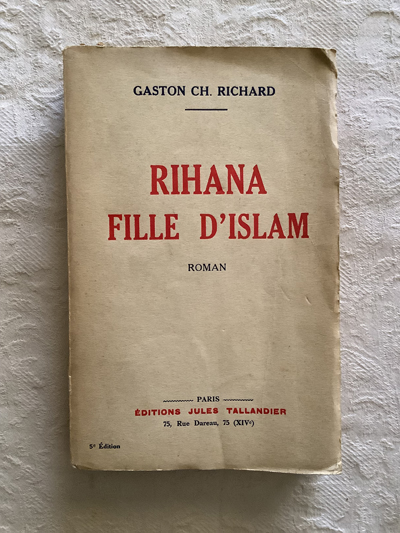 GASTON CH. RICHARD
RIHANA
FILLE D'ISLAM
ROMAN
PARIS
ÉDITIONS JULES TALLANDIER
75, Rue Dareau, 75 (XIVᵉ)
5ᵉ Édition